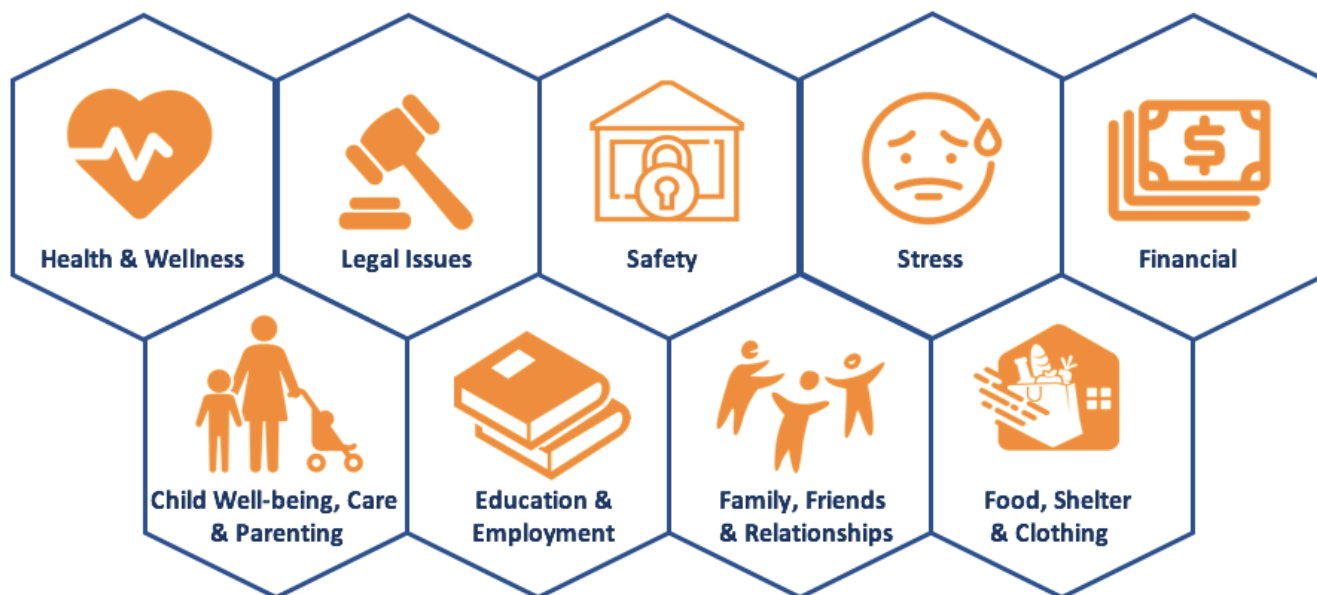 $
Health & Wellness
Legal Issues
Safety
Stress
Financial
Child Well-being, Care
& Parenting
Education &
Employment
Family, Friends
& Relationships
Food, Shelter
& Clothing